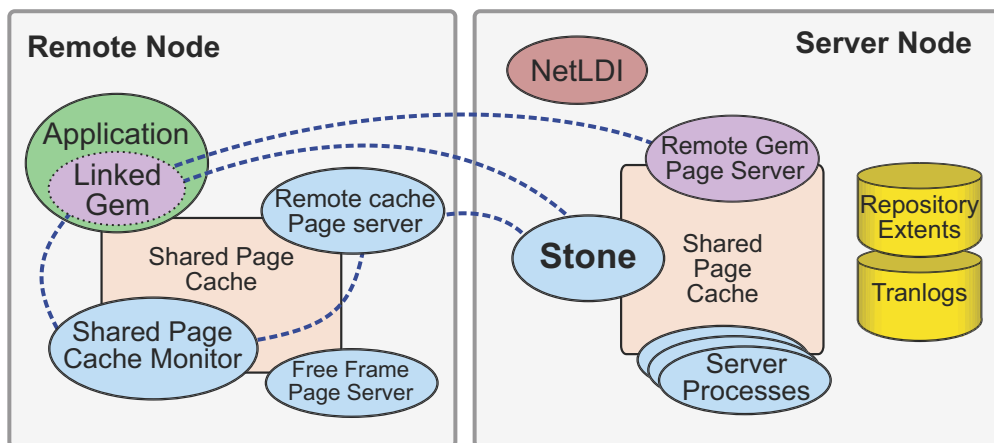 Remote Node
Application
Linked
Gem
Remote cache
Page server
Shared Page
Cache
Shared Page
Cache Monitor
Free Frame
Page Server
Server Node
NetLDI
Remote Gem
Page Server
Stone
Shared
Page
Cache
Server
Processes
Repository
Extents
Tranlogs